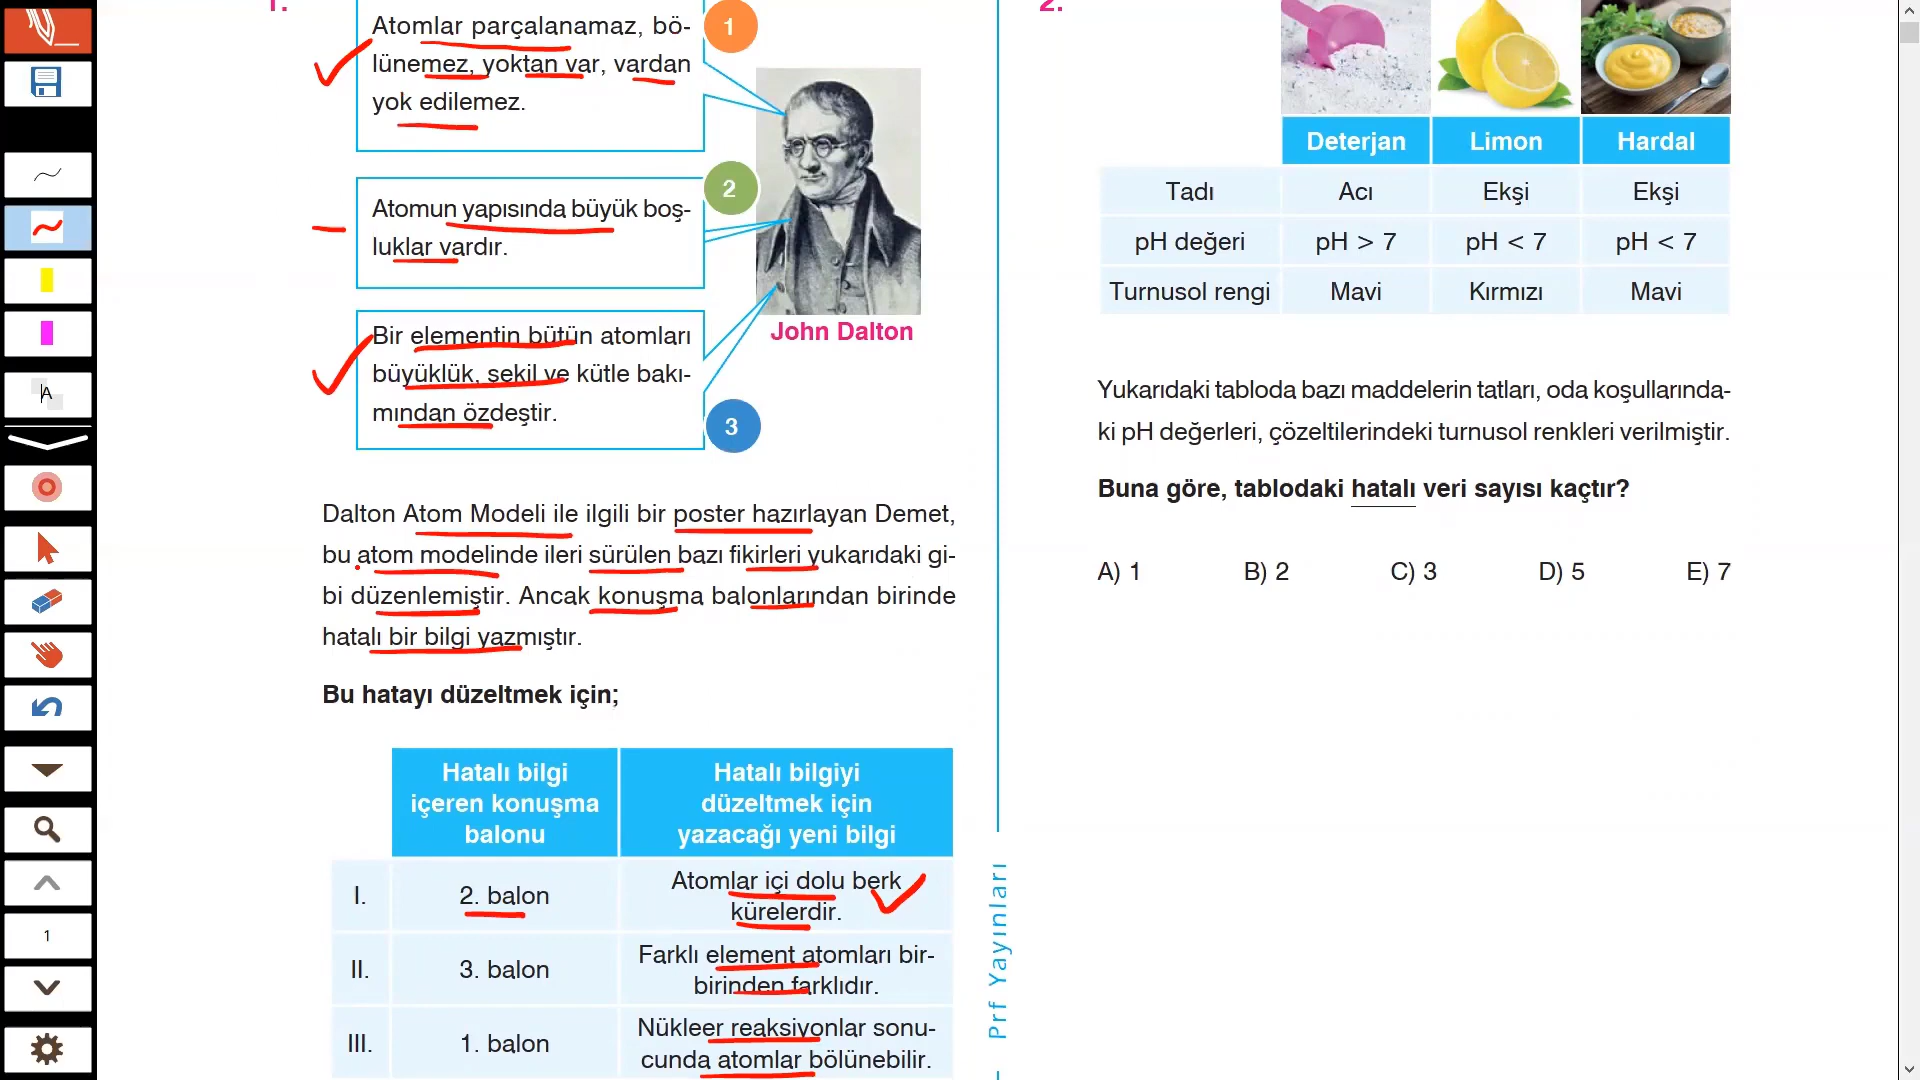 1.
Atomlar parçalanamaz, bö-
lünemez, yoktan var, vardan
yok edilemez.
1
Atomun yapısında büyük boş-
luklar vardır.
2
Bir elementin bütün atomları
büyüklük, şekil ve kütle bakı-
mından özdeştir.
3
John Dalton
Dalton Atom Modeli ile ilgili bir poster hazırlayan Demet,
bu atom modelinde ileri sürülen bazı fikirleri yukarıdaki gi-
bi düzenlemiştir. Ancak konuşma balonlarından birinde
hatalı bir bilgi yazmıştır.
Bu hatayı düzeltmek için;
Hatalı bilgi
içeren konuşma
balonu
Hatalı bilgiyi
düzeltmek için
yazacağı yeni bilgi
I.
2. balon
Atomlar içi dolu berk
kürelerdir.
II.
3. balon
Farklı element atomları bir-
birinden farklıdır.
III.
1. balon
Nükleer reaksiyonlar sonu-
cunda atomlar bölünebilir.
Prf Yayınları
2.
Deterjan Limon Hardal
Tadı Acı Ekşi Ekşi
pH değeri pH > 7 pH < 7 pH < 7
Turnusol rengi Mavi Kırmızı Mavi
Yukarıdaki tabloda bazı maddelerin tatları, oda koşullarında-
ki pH değerleri, çözeltilerindeki turnusol renkleri verilmiştir.
Buna göre, tablodaki hatalı veri sayısı kaçtır?
A) 1 B) 2 C) 3 D) 5 E) 7
A
1